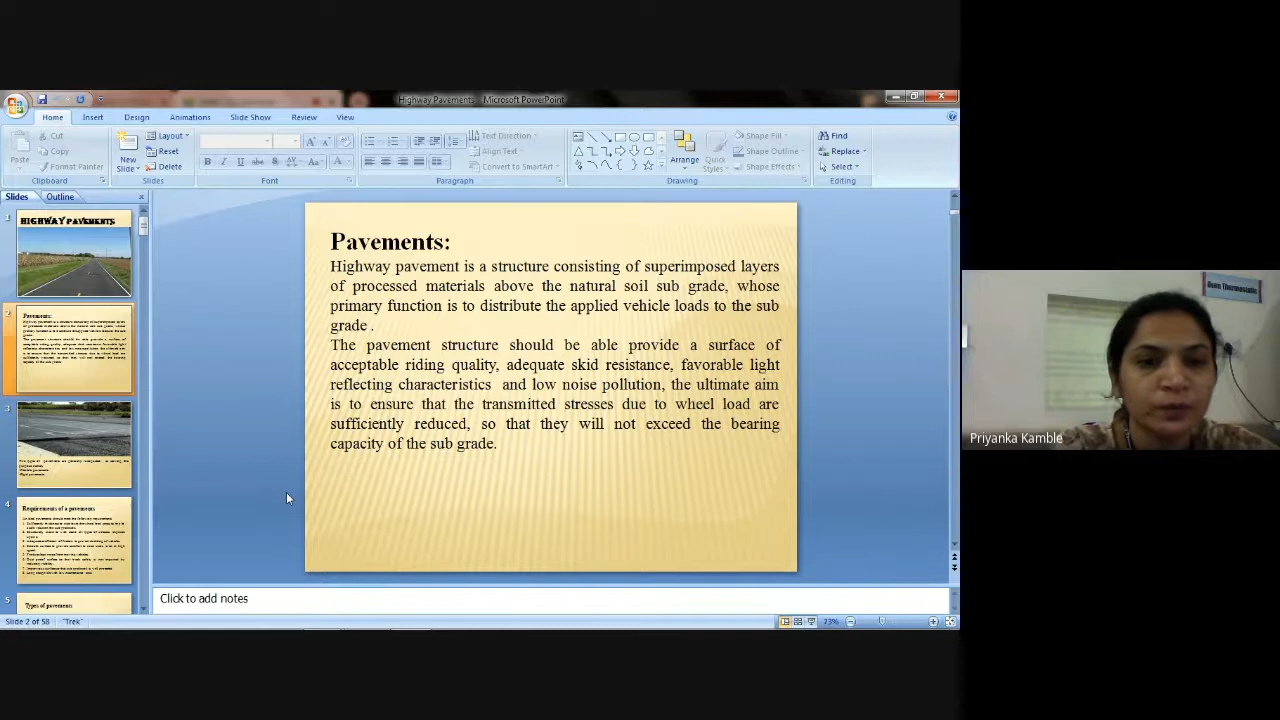 Highway Pavements - Microsoft PowerPoint
Home Insert Design Animations Slide Show Review View
Paste
Cut
Copy
Format Painter
Clipboard
New Slide
Layout
Reset
Delete
Slides
Font
Text Direction
Align Text
Convert to SmartArt
Paragraph
Arrange
Quick Styles
Shape Fill
Shape Outline
Shape Effects
Drawing
Find
Replace
Select
Editing
Slides Outline
1
HIGHWAY PAVEMENTS
2
Pavements:
3
4
Requirements of a pavements
5
Types of pavements
Pavements:
Highway pavement is a structure consisting of superimposed layers
of processed materials above the natural soil sub grade, whose
primary function is to distribute the applied vehicle loads to the sub
grade .
The pavement structure should be able provide a surface of
acceptable riding quality, adequate skid resistance, favorable light
reflecting characteristics and low noise pollution, the ultimate aim
is to ensure that the transmitted stresses due to wheel load are
sufficiently reduced, so that they will not exceed the bearing
capacity of the sub grade.
Click to add notes
Slide 2 of 58 "Trek" 73%
Priyanka Kamble